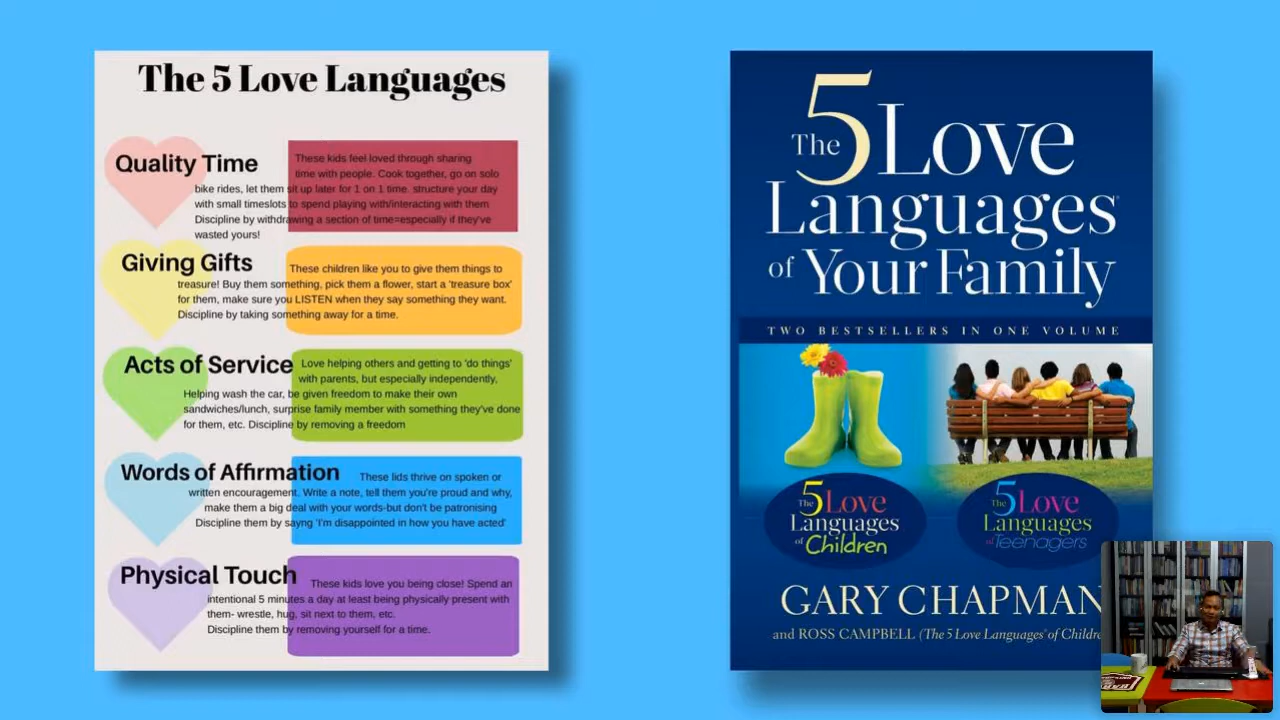 The 5 Love Languages
Quality Time
These kids feel loved through sharing
time with people. Cook together, go on solo
bike rides, let them sit up later for 1 on 1 time. structure your day
with small timeslots to spend playing with/interacting with them
Discipline by withdrawing a section of time=especially if they've
wasted yours!
Giving Gifts
These children like you to give them things to
treasure! Buy them something, pick them a flower, start a 'treasure box'
for them, make sure you LISTEN when they say something they want.
Discipline by taking something away for a time.
Acts of Service
Love helping others and getting to 'do things'
with parents, but especially independently,
Helping wash the car, be given freedom to make their own
sandwiches/lunch, surprise family member with something they've done
for them, etc. Discipline by removing a freedom
Words of Affirmation
These lids thrive on spoken or
written encouragement. Write a note, tell them you're proud and why,
make them a big deal with your words-but don't be patronising
Discipline them by sayng 'I'm disappointed in how you have acted'
Physical Touch
These kids love you being close! Spend an
intentional 5 minutes a day at least being physically present with
them- wrestle, hug, sit next to them, etc.
Discipline them by removing yourself for a time.
The 5 Love
Languages®
of Your Family
TWO BESTSELLERS IN ONE VOLUME
The 5 Love
Languages
of Children
The 5 Love
Languages
of Teenagers
GARY CHAPMAN
and ROSS CAMPBELL (The 5 Love Languages® of Childre